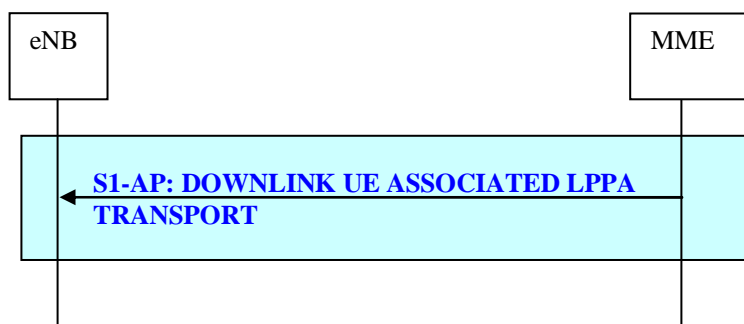 eNB
MME
S1-AP: DOWNLINK UE ASSOCIATED LPPA
TRANSPORT